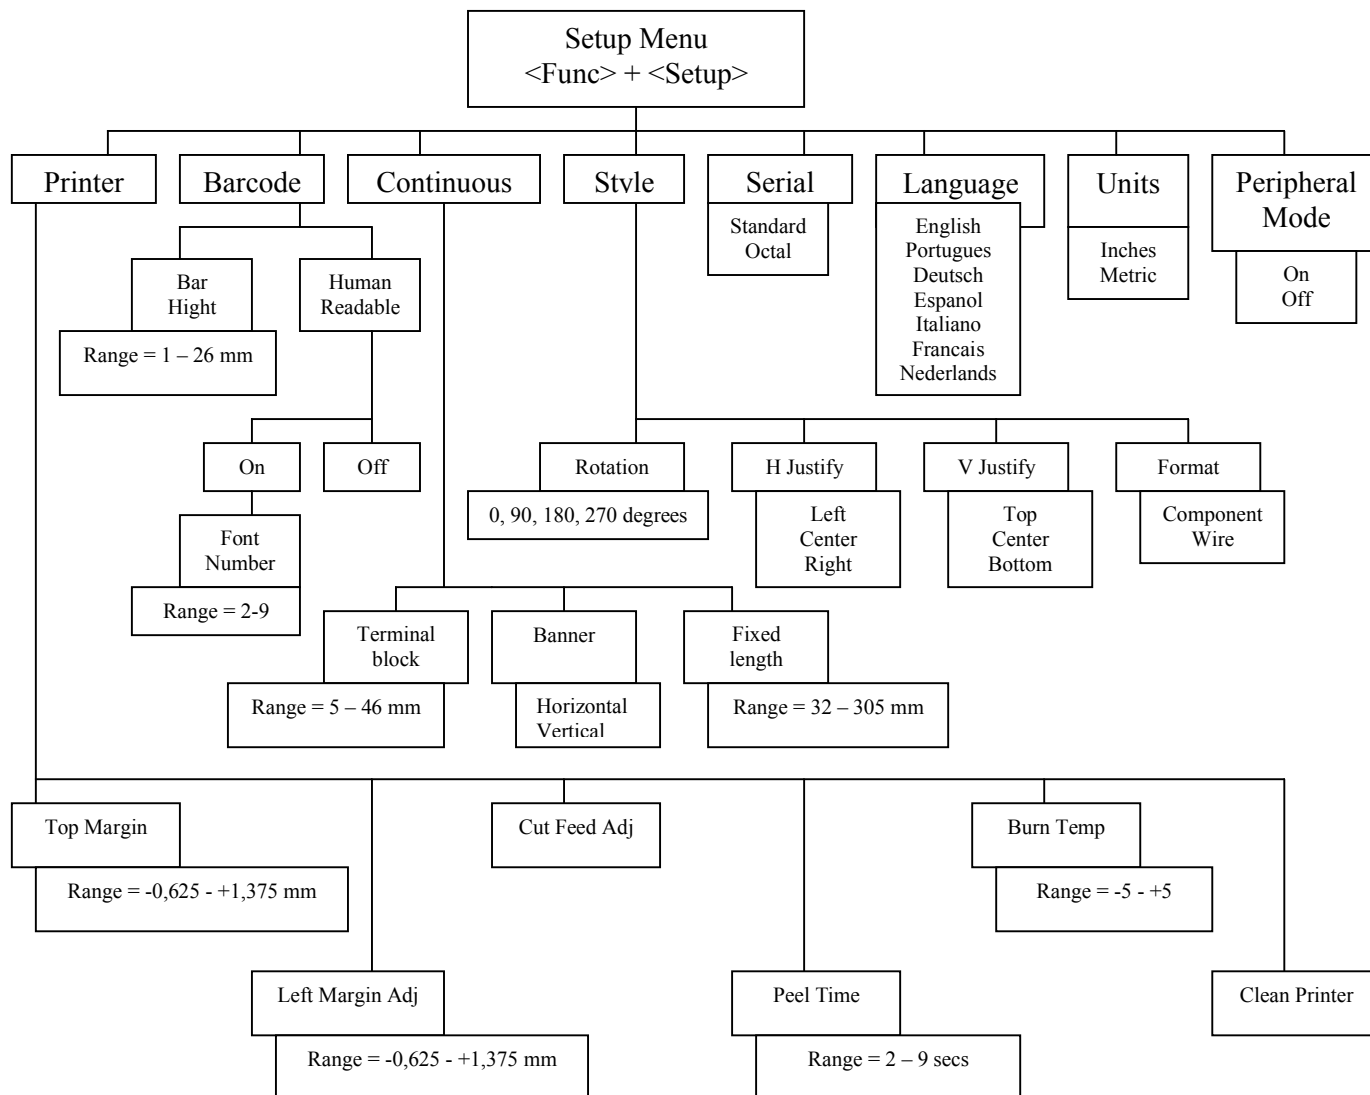 Setup Menu
<Func> + <Setup>
Printer
Barcode
Continuous
Style
Serial
Language
Units
Peripheral
Mode
Standard
Octal
English
Portugues
Deutsch
Espanol
Italiano
Francais
Nederlands
Inches
Metric
On
Off
Bar
Hight
Human
Readable
Range = 1 – 26 mm
On
Off
Font
Number
Range = 2-9
Rotation
0, 90, 180, 270 degrees
H Justify
Left
Center
Right
V Justify
Top
Center
Bottom
Format
Component
Wire
Terminal
block
Range = 5 – 46 mm
Banner
Horizontal
Vertical
Fixed
length
Range = 32 – 305 mm
Top Margin
Range = -0,625 - +1,375 mm
Cut Feed Adj
Burn Temp
Range = -5 - +5
Left Margin Adj
Range = -0,625 - +1,375 mm
Peel Time
Range = 2 – 9 secs
Clean Printer